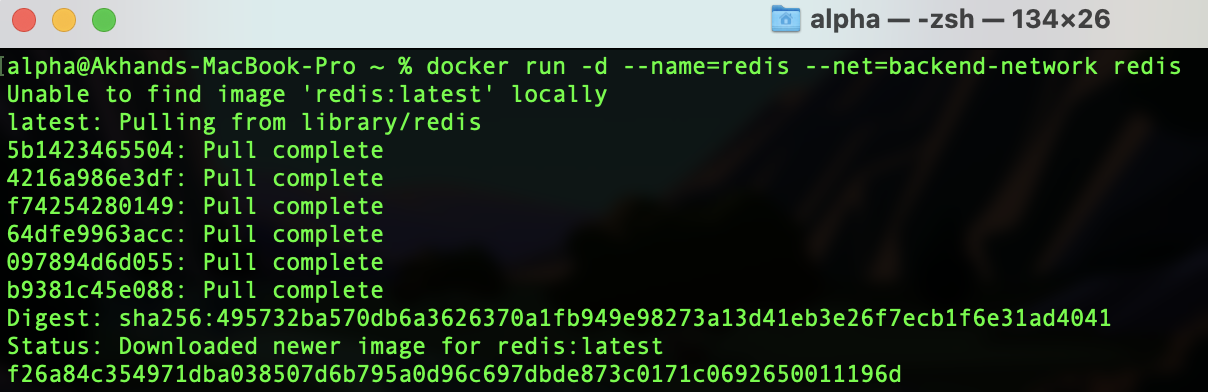 alpha — -zsh — 134×26
[alpha@Akhands-MacBook-Pro ~ % docker run -d --name=redis --net=backend-network redis
Unable to find image 'redis:latest' locally
latest: Pulling from library/redis
5b1423465504: Pull complete
4216a986e3df: Pull complete
f74254280149: Pull complete
64dfe9963acc: Pull complete
097894d6d055: Pull complete
b9381c45e088: Pull complete
Digest: sha256:495732ba570db6a3626370a1fb949e98273a13d41eb3e26f7ecb1f6e31ad4041
Status: Downloaded newer image for redis:latest
f26a84c354971dba038507d6b795a0d96c697dbde873c0171c0692650011196d